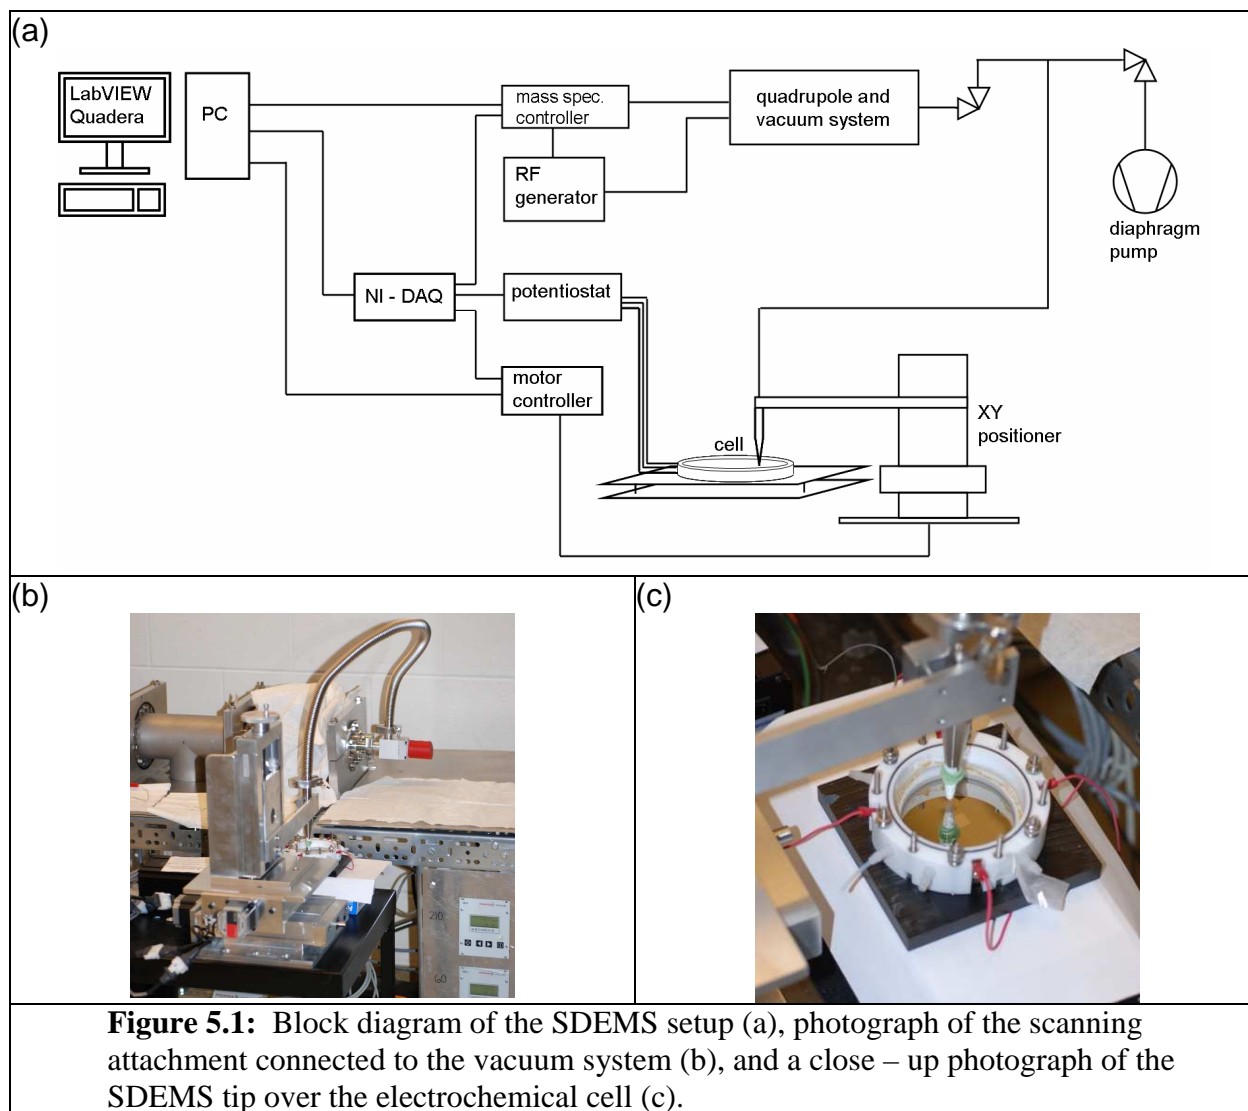 (a)
LabVIEW
Quadera
PC
mass spec.
controller
quadrupole and
vacuum system
RF
generator
diaphragm
pump
NI - DAQ
potentiostat
motor
controller
cell
XY
positioner
(b)
(c)
210
60
Figure 5.1: Block diagram of the SDEMS setup (a), photograph of the scanning
attachment connected to the vacuum system (b), and a close – up photograph of the
SDEMS tip over the electrochemical cell (c).